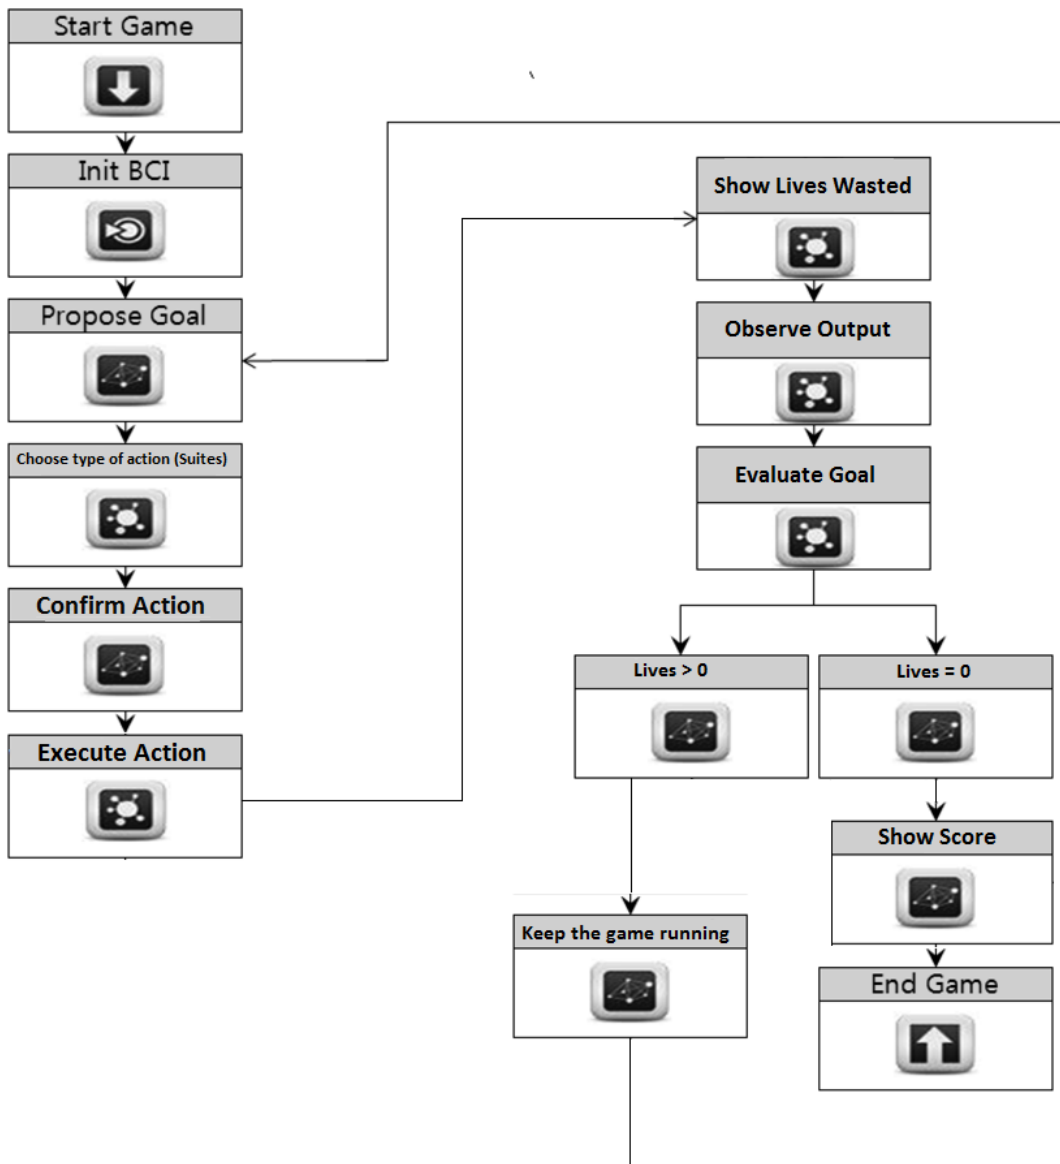 Start Game
Init BCI
Propose Goal
Choose type of action (Suites)
Confirm Action
Execute Action
Show Lives Wasted
Observe Output
Evaluate Goal
Lives > 0
Lives = 0
Show Score
Keep the game running
End Game